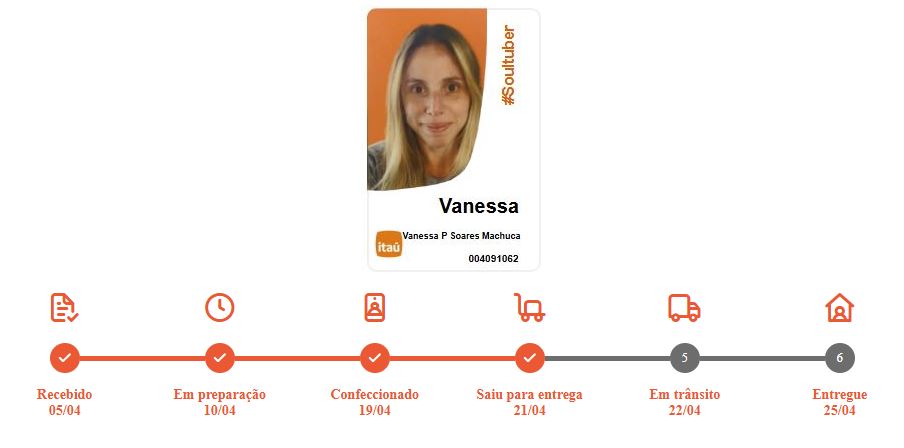 #Soultuber
Vanessa
Vanessa P Soares Machuca
itaú
004091062
5
6
Recebido
05/04
Em preparação
10/04
Confeccionado
19/04
Saiu para entrega
21/04
Em trânsito
22/04
Entregue
25/04